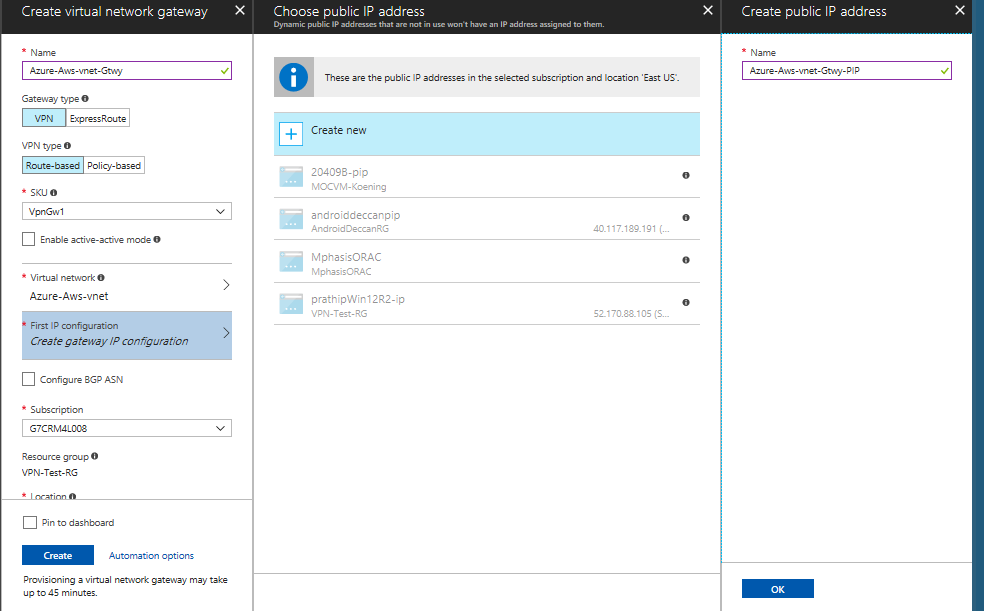 Create virtual network gateway
* Name
Azure-Aws-vnet-Gtwy
Gateway type
VPN
ExpressRoute
VPN type
Route-based
Policy-based
* SKU
VpnGw1
Enable active-active mode
* Virtual network
Azure-Aws-vnet
* First IP configuration
Create gateway IP configuration
Configure BGP ASN
* Subscription
G7CRM4L008
Resource group
VPN-Test-RG
* Location
Pin to dashboard
Create
Automation options
Provisioning a virtual network gateway may take
up to 45 minutes.
Choose public IP address
Dynamic public IP addresses that are not in use won't have an IP address assigned to them.
These are the public IP addresses in the selected subscription and location 'East US'.
Create new
20409B-pip
MOCVM-Koening
androiddeccanpip
AndroidDeccanRG
40.117.189.191 (...
MphasisORAC
MphasisORAC
prathipWin12R2-ip
VPN-Test-RG
52.170.88.105 (S...
Create public IP address
* Name
Azure-Aws-vnet-Gtwy-PIP
OK